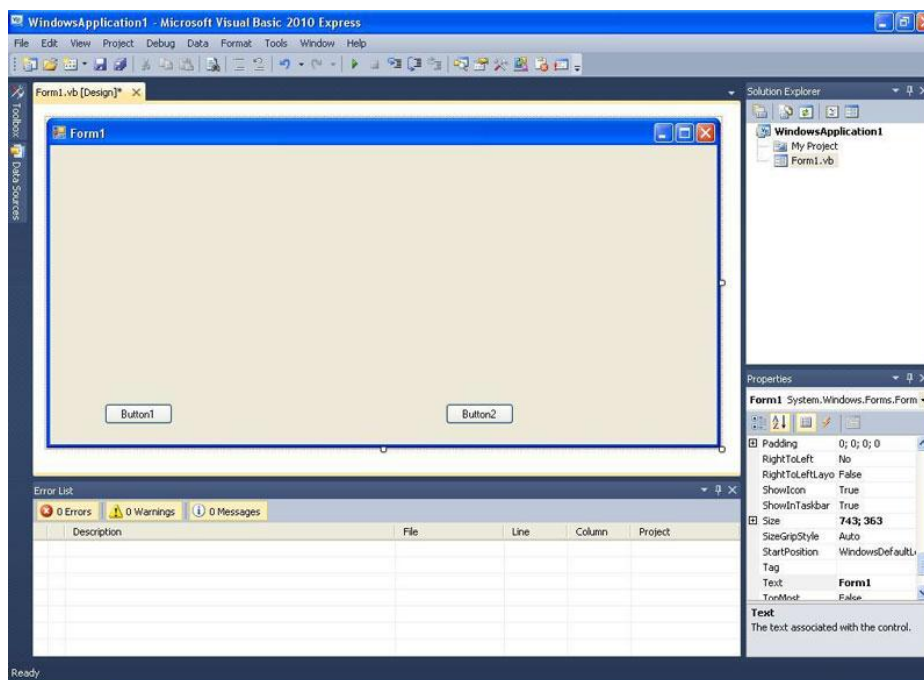 WindowsApplication1 - Microsoft Visual Basic 2010 Express
File Edit View Project Debug Data Format Tools Window Help
Toolbox
Data Sources
Form1.vb [Design]*
Form1
Button1
Button2
Solution Explorer
WindowsApplication1
My Project
Form1.vb
Properties
Form1 System.Windows.Forms.Form
Padding 0; 0; 0; 0
RightToLeft No
RightToLeftLayo False
ShowIcon True
ShowInTaskbar True
Size 743; 363
SizeGripStyle Auto
StartPosition WindowsDefaultL
Tag
Text Form1
TopMost False
Text
The text associated with the control.
Error List
0 Errors 0 Warnings 0 Messages
Description File Line Column Project
Ready